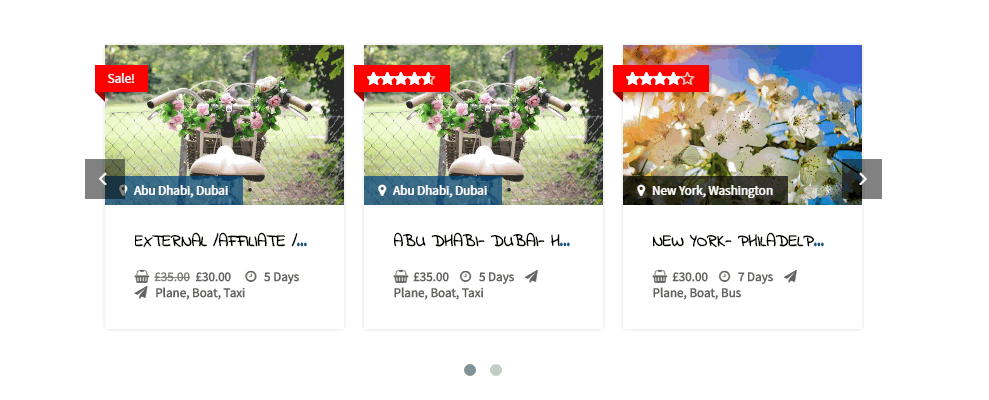 Sale!
Abu Dhabi, Dubai
EXTERNAL /AFFILIATE /...
£35.00 £30.00 5 Days
Plane, Boat, Taxi
Abu Dhabi, Dubai
ABU DHABI- DUBAI- H...
£35.00 5 Days
Plane, Boat, Taxi
New York, Washington
NEW YORK- PHILADELP...
£30.00 7 Days
Plane, Boat, Bus